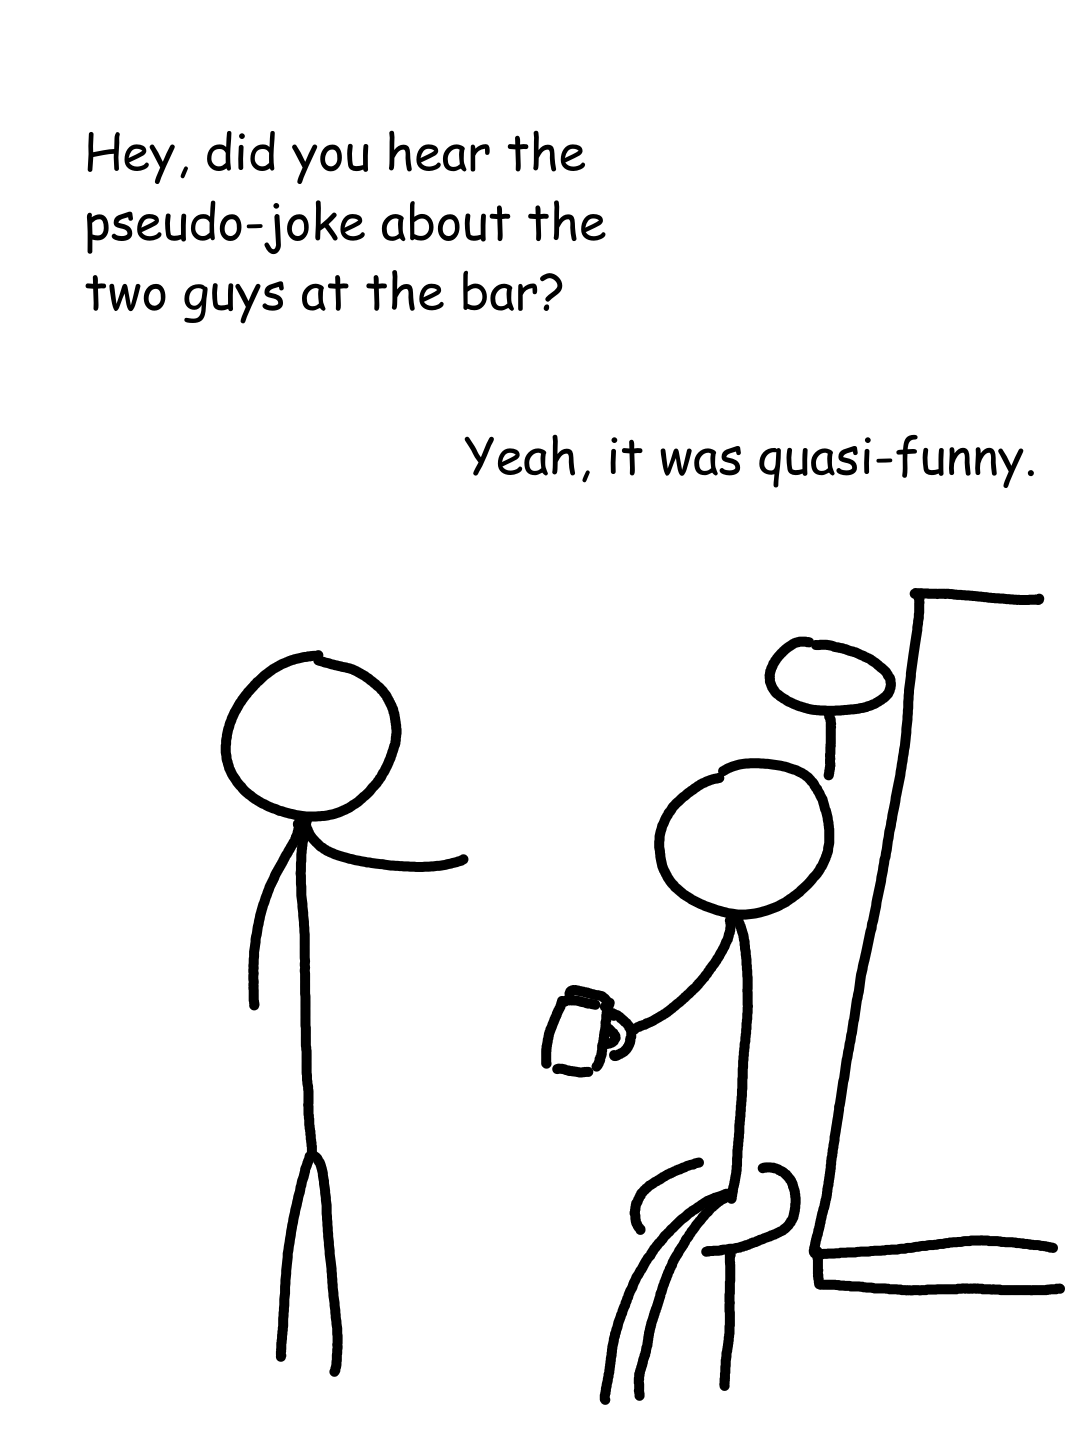 Hey, did you hear the
pseudo-joke about the
two guys at the bar?
Yeah, it was quasi-funny.